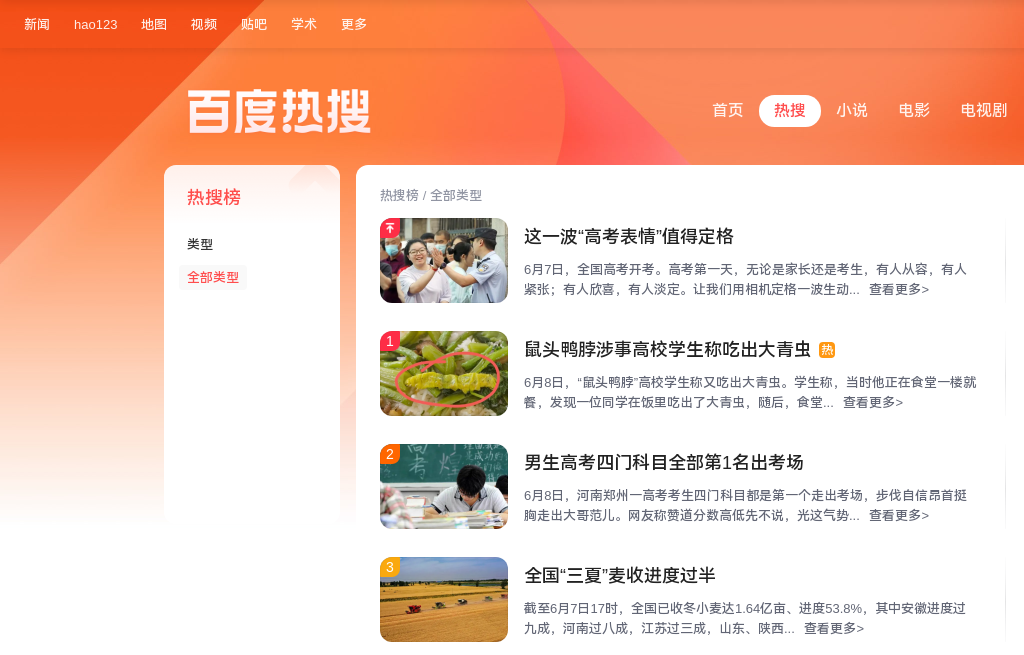 新闻 hao123 地图 视频 贴吧 学术 更多
百度热搜
首页 热搜 小说 电影 电视剧
热搜榜
类型
全部类型
热搜榜 / 全部类型
这一波“高考表情”值得定格
6月7日，全国高考开考。高考第一天，无论是家长还是考生，有人从容，有人
紧张；有人欣喜，有人淡定。让我们用相机定格一波生动... 查看更多>
1
鼠头鸭脖涉事高校学生称吃出大青虫 热
6月8日，“鼠头鸭脖”高校学生称又吃出大青虫。学生称，当时他正在食堂一楼就
餐，发现一位同学在饭里吃出了大青虫，随后，食堂... 查看更多>
2
男生高考四门科目全部第1名出考场
6月8日，河南郑州一高考考生四门科目都是第一个走出考场，步伐自信昂首挺
胸走出大哥范儿。网友称赞道分数高低先不说，光这气势... 查看更多>
3
全国“三夏”麦收进度过半
截至6月7日17时，全国已收冬小麦达1.64亿亩、进度53.8%，其中安徽进度过
九成，河南过八成，江苏过三成，山东、陕西... 查看更多>